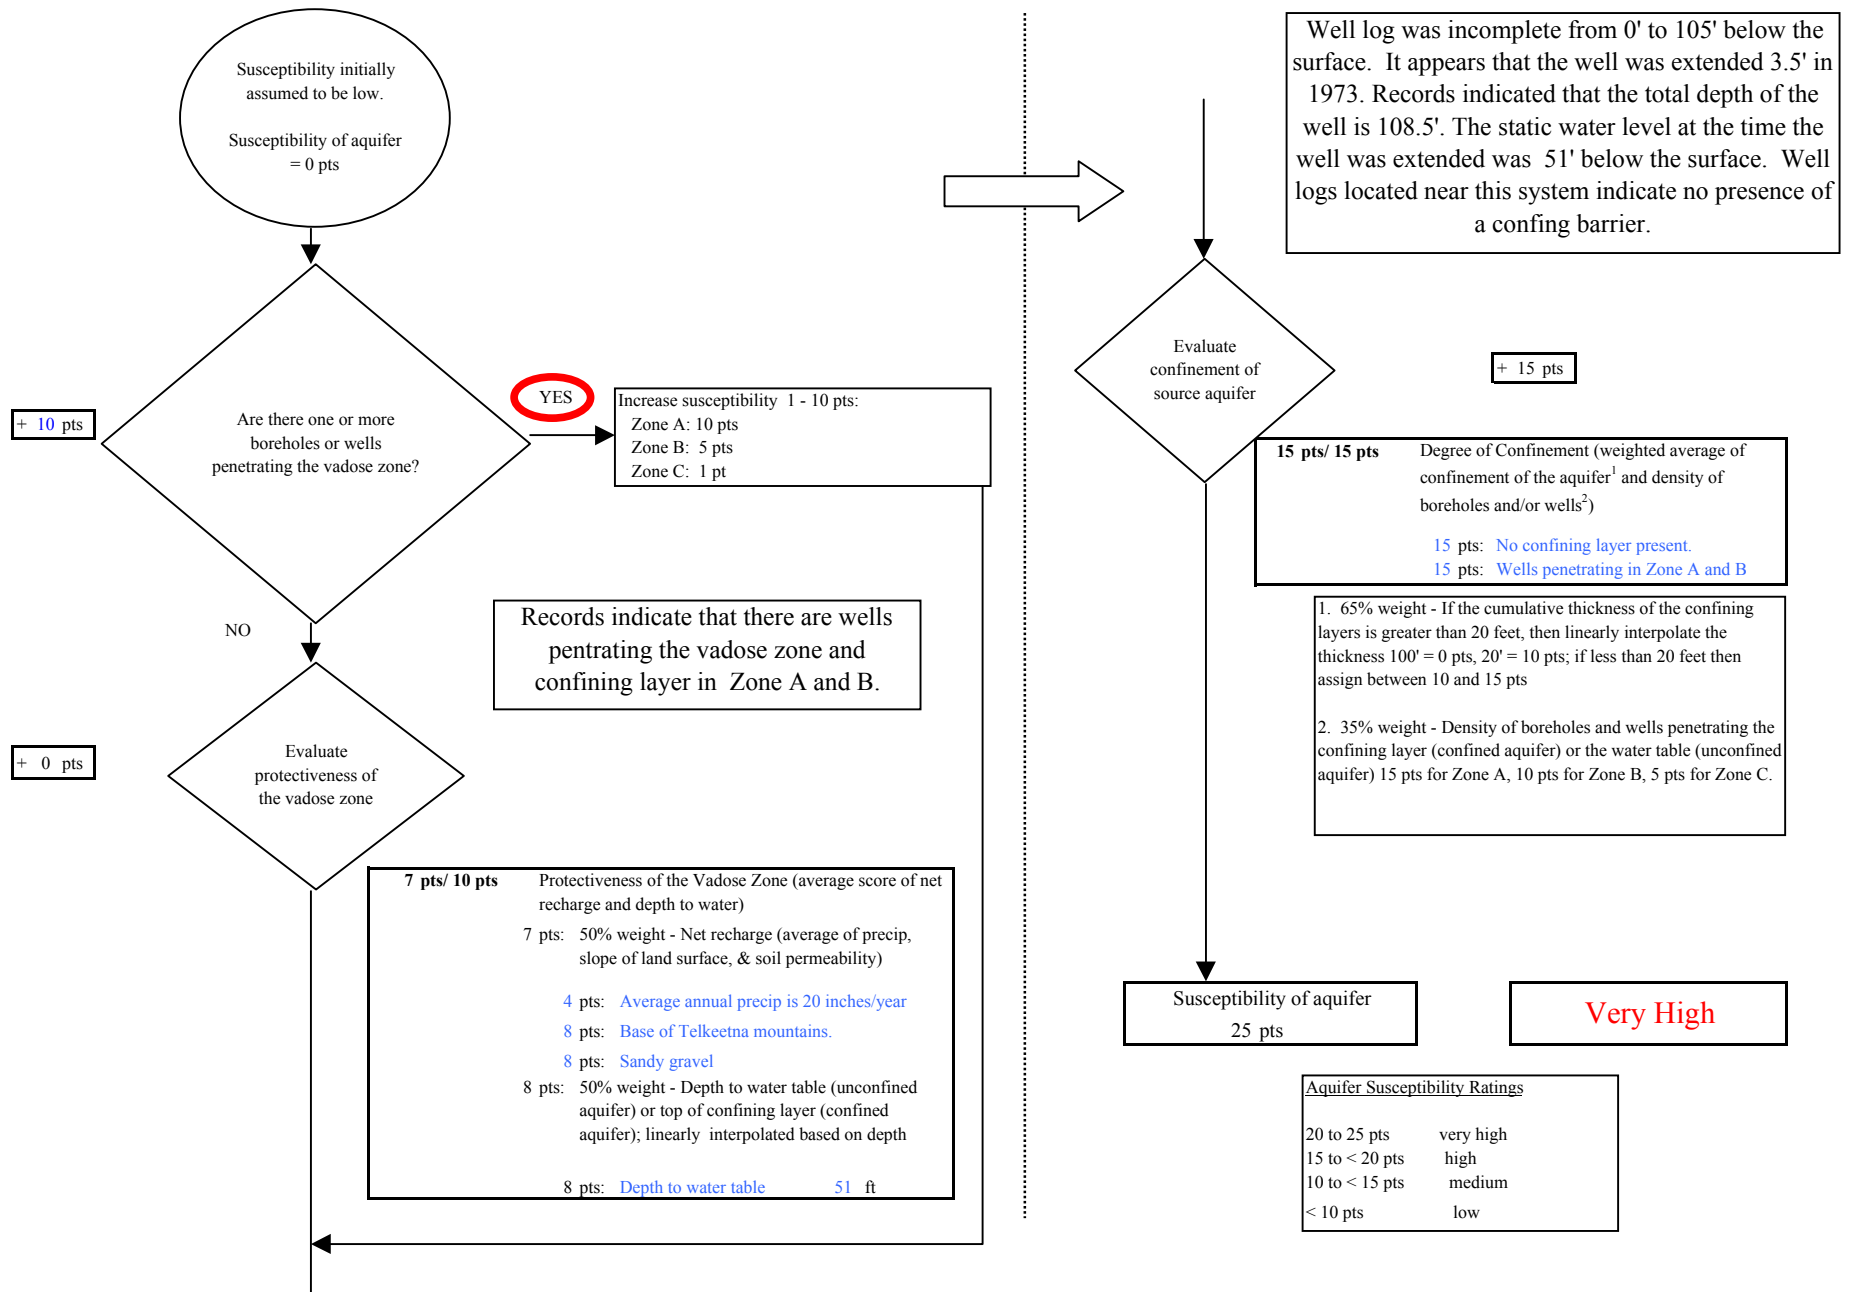 Susceptibility initially
assumed to be low.
Susceptibility of aquifer
= 0 pts
+ 10 pts
Are there one or more
boreholes or wells
penetrating the vadose zone?
YES
Increase susceptibility 1 - 10 pts:
Zone A: 10 pts
Zone B: 5 pts
Zone C: 1 pt
NO
Records indicate that there are wells
pentrating the vadose zone and
confining layer in Zone A and B.
+ 0 pts
Evaluate
protectiveness of
the vadose zone
7 pts/ 10 pts Protectiveness of the Vadose Zone (average score of net
recharge and depth to water)
7 pts: 50% weight - Net recharge (average of precip,
slope of land surface, & soil permeability)
4 pts: Average annual precip is 20 inches/year
8 pts: Base of Telkeetna mountains.
8 pts: Sandy gravel
8 pts: 50% weight - Depth to water table (unconfined
aquifer) or top of confining layer (confined
aquifer); linearly interpolated based on depth
8 pts: Depth to water table 51 ft
Well log was incomplete from 0' to 105' below the
surface. It appears that the well was extended 3.5' in
1973. Records indicated that the total depth of the
well is 108.5'. The static water level at the time the
well was extended was 51' below the surface. Well
logs located near this system indicate no presence of
a confing barrier.
Evaluate
confinement of
source aquifer
+ 15 pts
15 pts/ 15 pts Degree of Confinement (weighted average of
confinement of the aquifer1 and density of
boreholes and/or wells2)
15 pts: No confining layer present.
15 pts: Wells penetrating in Zone A and B
1. 65% weight - If the cumulative thickness of the confining
layers is greater than 20 feet, then linearly interpolate the
thickness 100' = 0 pts, 20' = 10 pts; if less than 20 feet then
assign between 10 and 15 pts
2. 35% weight - Density of boreholes and wells penetrating the
confining layer (confined aquifer) or the water table (unconfined
aquifer) 15 pts for Zone A, 10 pts for Zone B, 5 pts for Zone C.
Susceptibility of aquifer
25 pts
Very High
Aquifer Susceptibility Ratings
20 to 25 pts very high
15 to < 20 pts high
10 to < 15 pts medium
< 10 pts low